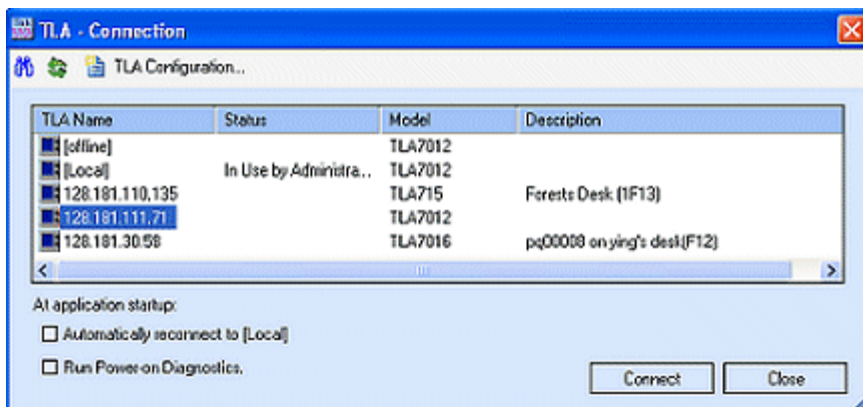 TLA - Connection
TLA Configuration...
TLA Name Status Model Description
[offline] TLA7012
[Local] In Use by Administra... TLA7012
128.181.110.135 TLA715 Forests Desk (1F13)
128.181.111.71 TLA7012
128.181.30.58 TLA7016 pq00008 on ying's desk(F12)
At application startup:
Automatically reconnect to [Local]
Run Power-on Diagnostics.
Connect Close